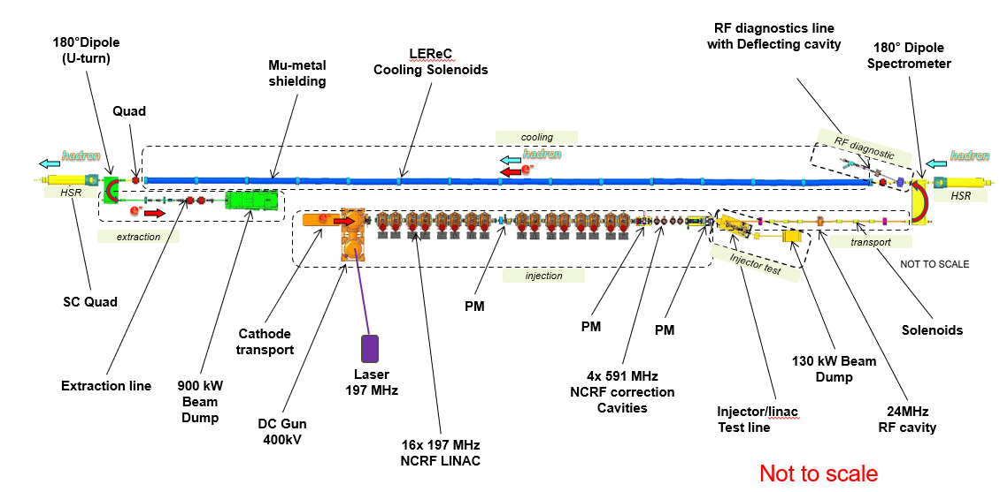 RF diagnostics line
with Deflecting cavity
180°Dipole
(U-turn)
180° Dipole
Spectrometer
LEReC
Cooling Solenoids
Mu-metal
shielding
Quad
cooling
RF diagnostic
hadron
hadron
hadron
e-
HSR
HSR
e-
extraction
e-
transport
Injector test
NOT TO SCALE
injection
SC Quad
PM
PM
PM
Cathode
transport
Solenoids
Laser
197 MHz
130 kW Beam
Dump
4x 591 MHz
NCRF correction
Cavities
Extraction line
900 kW
Beam
Dump
Injector/linac
Test line
24MHz
RF cavity
DC Gun
400kV
16x 197 MHz
NCRF LINAC
Not to scale